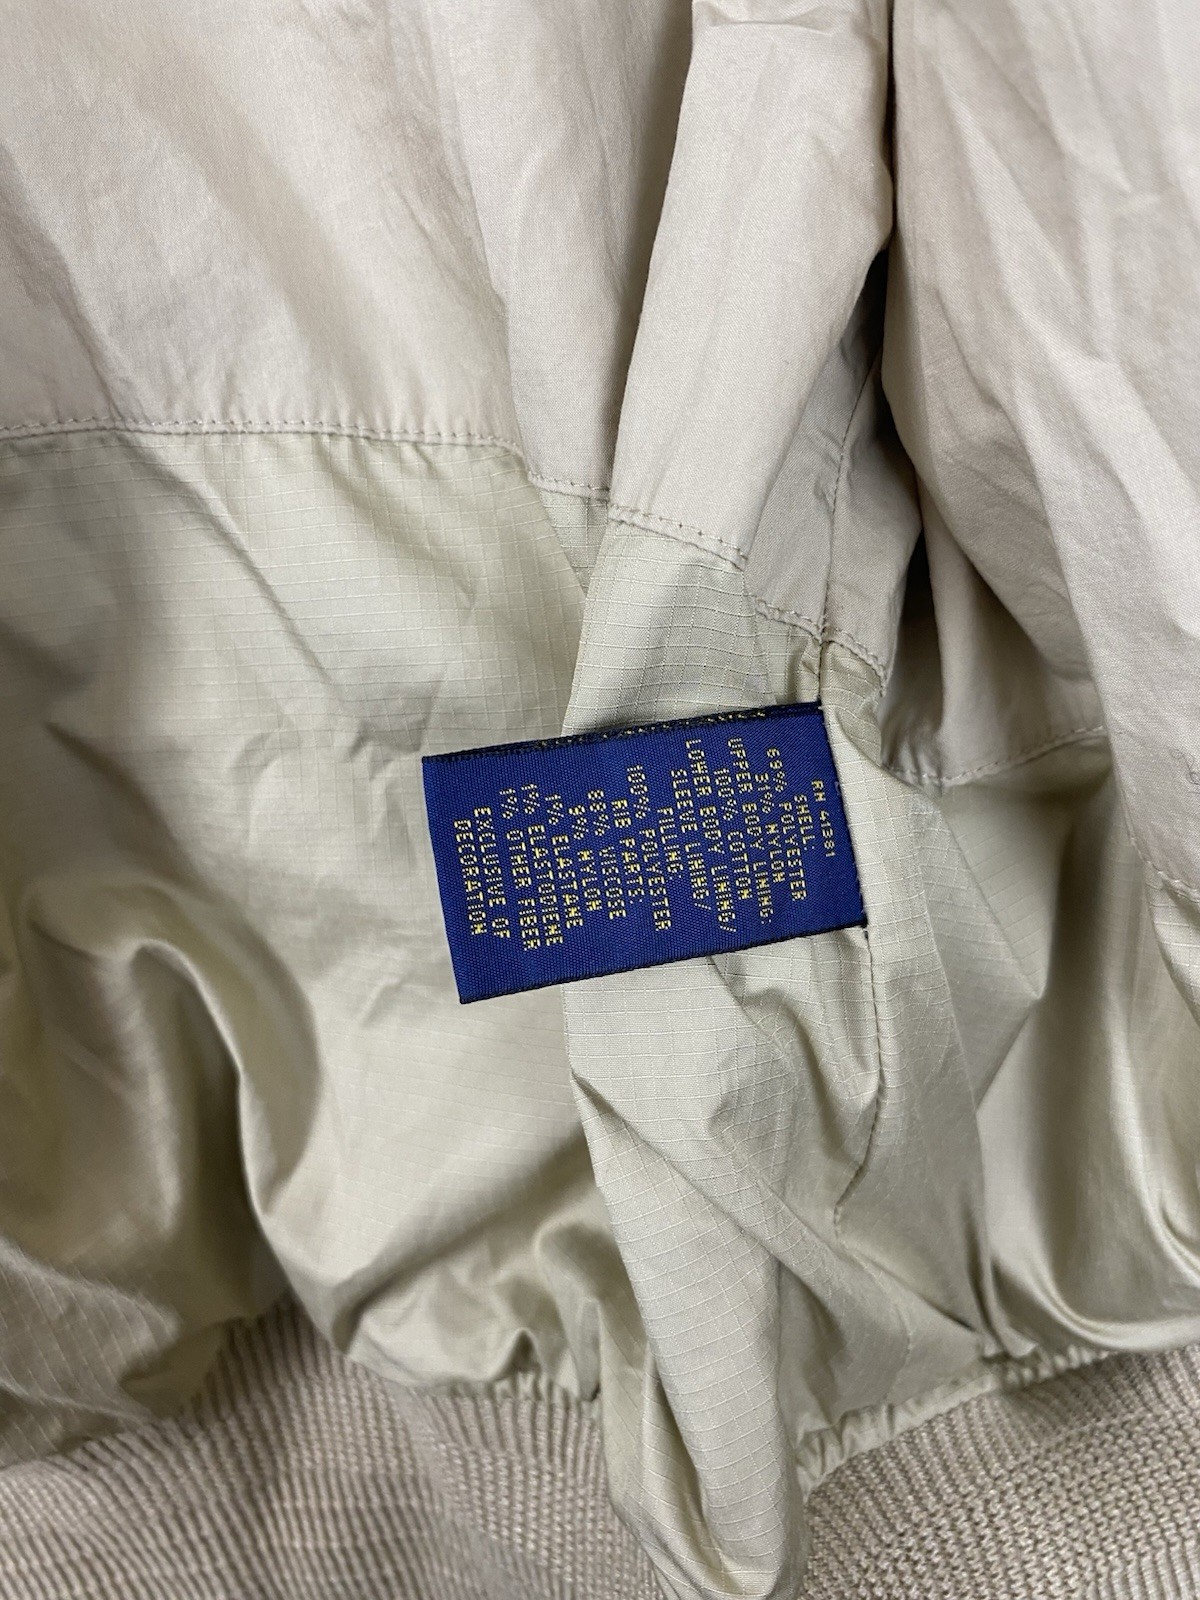 RN 41381
SHELL
POLYESTER
69% NYLON
31% NYLON
UPPER BODY LINING:
100% COTTON
LOWER BODY LINING/
SLEEVE LINING/
FILLING:
100% POLYESTER
RIB PARTS:
88% VISCOSE
9% NYLON
1% ELASTANE
1% ELASTODIENE
1% OTHER FIBER
EXCLUSIVE OF
DECORATION